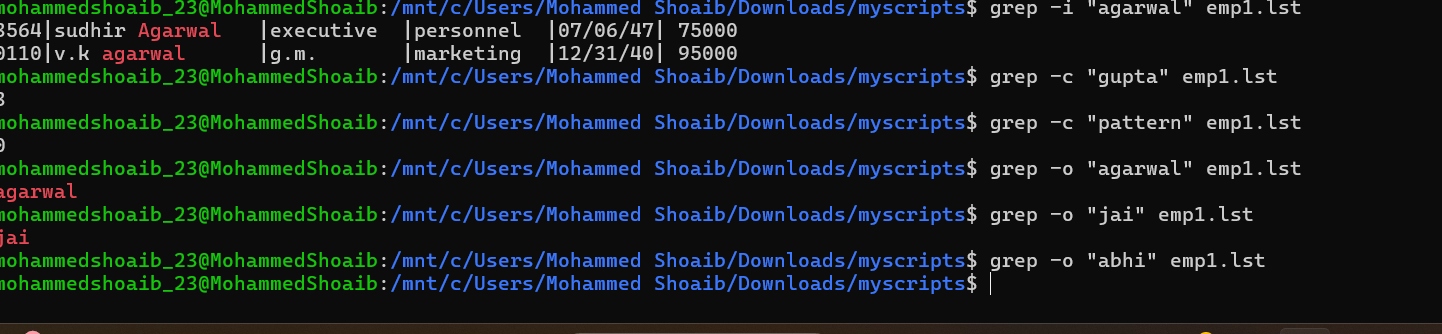 mohammedshoaib_23@MohammedShoaib:/mnt/c/Users/Mohammed Shoaib/Downloads/myscripts$ grep -i "agarwal" emp1.lst
3564|sudhir Agarwal   |executive  |personnel  |07/06/47| 75000
0110|v.k agarwal      |g.m.       |marketing  |12/31/40| 95000
mohammedshoaib_23@MohammedShoaib:/mnt/c/Users/Mohammed Shoaib/Downloads/myscripts$ grep -c "gupta" emp1.lst
3
mohammedshoaib_23@MohammedShoaib:/mnt/c/Users/Mohammed Shoaib/Downloads/myscripts$ grep -c "pattern" emp1.lst
0
mohammedshoaib_23@MohammedShoaib:/mnt/c/Users/Mohammed Shoaib/Downloads/myscripts$ grep -o "agarwal" emp1.lst
agarwal
mohammedshoaib_23@MohammedShoaib:/mnt/c/Users/Mohammed Shoaib/Downloads/myscripts$ grep -o "jai" emp1.lst
jai
mohammedshoaib_23@MohammedShoaib:/mnt/c/Users/Mohammed Shoaib/Downloads/myscripts$ grep -o "abhi" emp1.lst
mohammedshoaib_23@MohammedShoaib:/mnt/c/Users/Mohammed Shoaib/Downloads/myscripts$